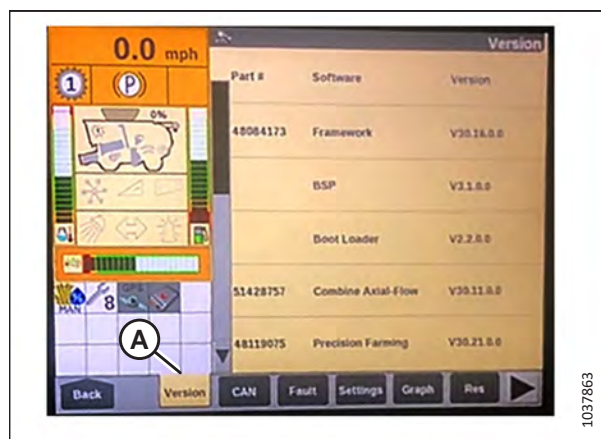 0.0 mph
Version
1
(P)
Part # Software Version
0%
48084173 Framework V30.16.0.0
BSP V3.1.0.0
Boot Loader V2.2.0.0
51428757 Combine Axial-Flow V30.11.0.0
GPS
8
MAN
48119075 Precision Farming V30.21.0.0
A
Back Version CAN Fault Settings Graph Res
1037863